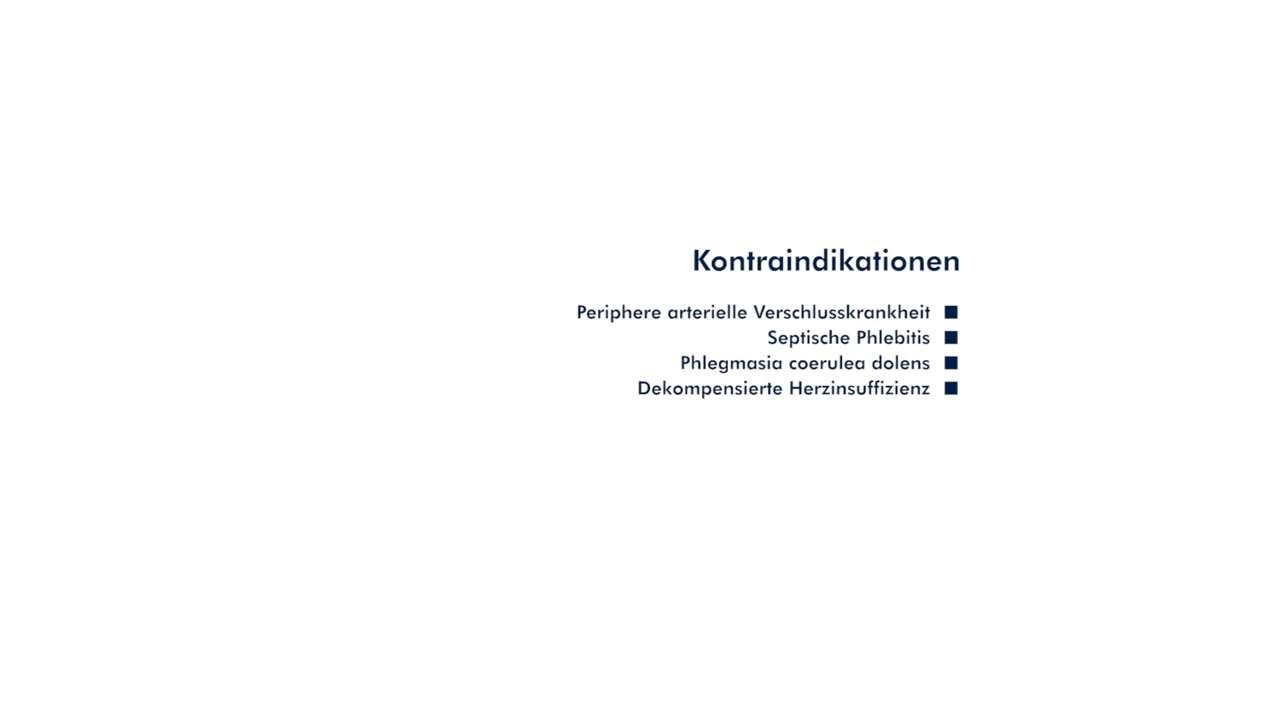 Kontraindikationen
Periphere arterielle Verschlusskrankheit
Septische Phlebitis
Phlegmasia coerulea dolens
Dekompensierte Herzinsuffizienz